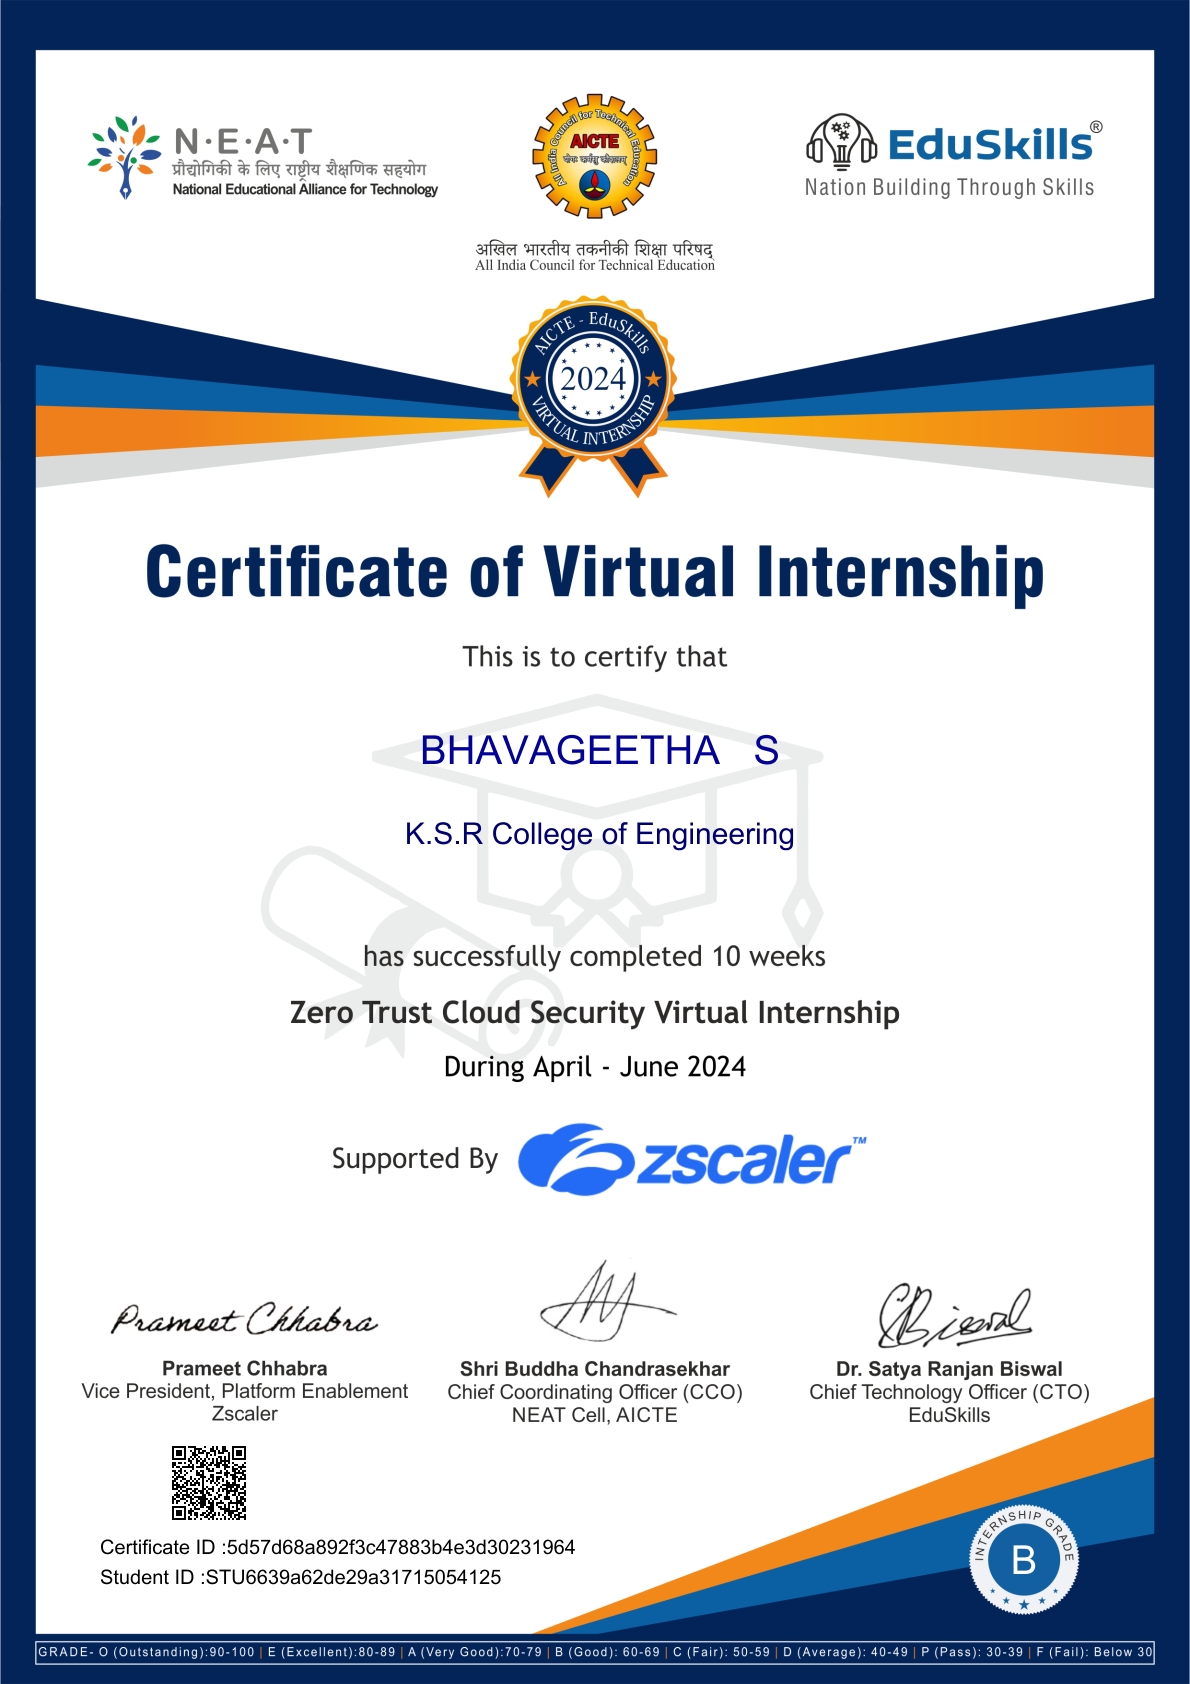 N·E·A·T
प्रौद्योगिकी के लिए राष्ट्रीय शैक्षणिक सहयोग
National Educational Alliance for Technology
All India Council for Technical Education
AICTE
योगः कर्मसु कौशलम्
अखिल भारतीय तकनीकी शिक्षा परिषद्
All India Council for Technical Education
EduSkills®
Nation Building Through Skills
AICTE - EduSkills
2024
VIRTUAL INTERNSHIP
Certificate of Virtual Internship
This is to certify that
BHAVAGEETHA S
K.S.R College of Engineering
has successfully completed 10 weeks
Zero Trust Cloud Security Virtual Internship
During April - June 2024
Supported By zscaler™
Prameet Chhabra
Prameet Chhabra
Vice President, Platform Enablement
Zscaler
Shri Buddha Chandrasekhar
Chief Coordinating Officer (CCO)
NEAT Cell, AICTE
Biswal
Dr. Satya Ranjan Biswal
Chief Technology Officer (CTO)
EduSkills
Certificate ID :5d57d68a892f3c47883b4e3d30231964
Student ID :STU6639a62de29a31715054125
INTERNSHIP GRADE
B
GRADE- O (Outstanding):90-100 | E (Excellent):80-89 | A (Very Good):70-79 | B (Good): 60-69 | C (Fair): 50-59 | D (Average): 40-49 | P (Pass): 30-39 | F (Fail): Below 30